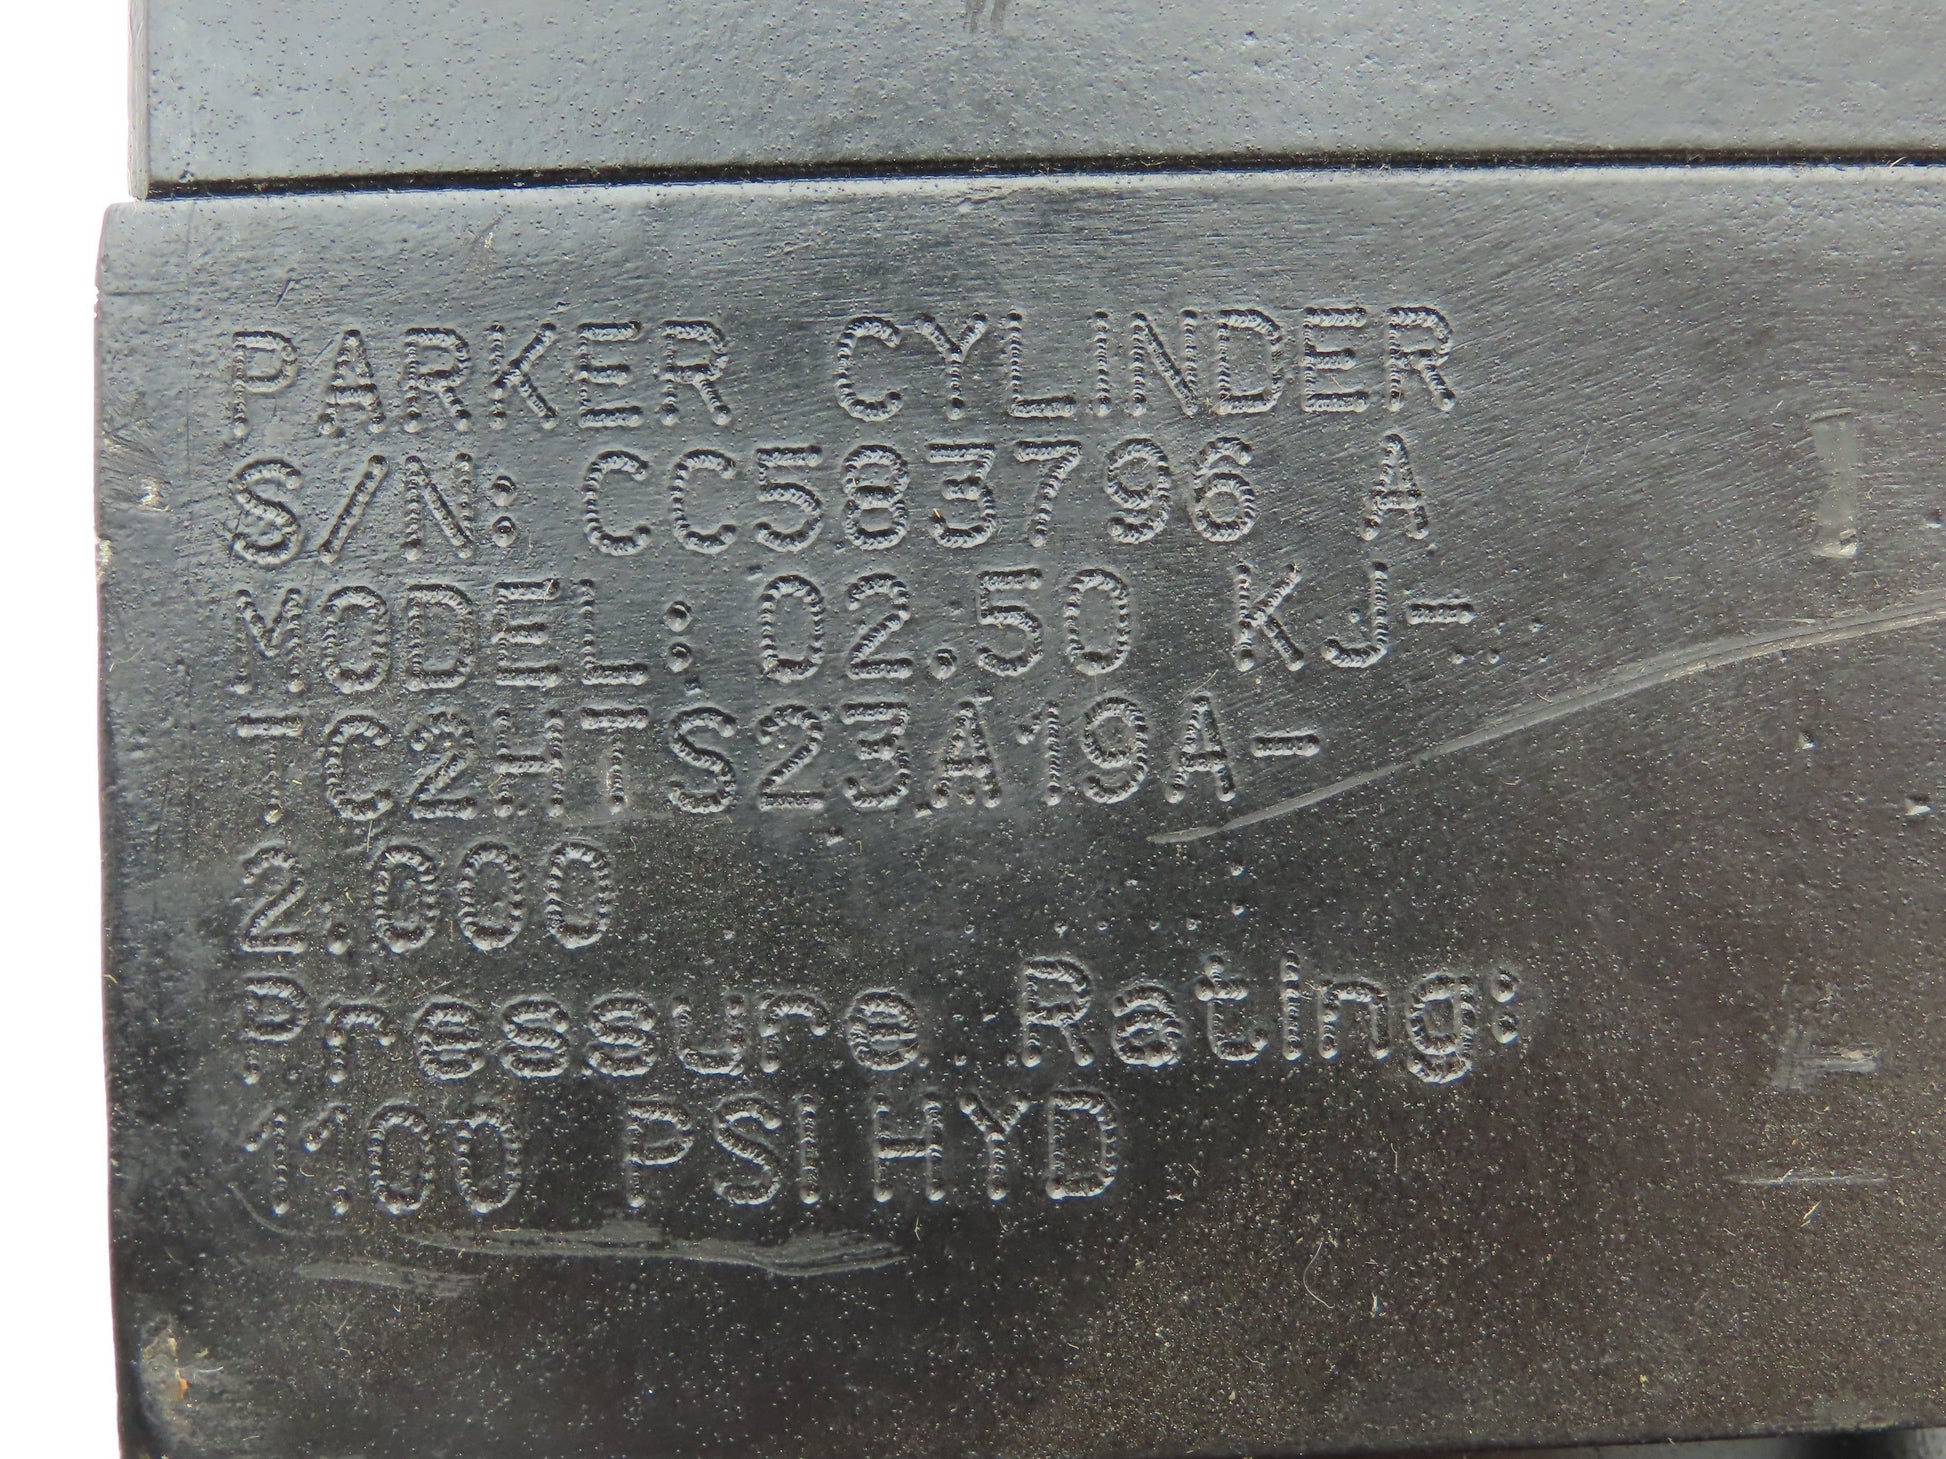 PARKER CYLINDER
S/N: CC583796 A
MODEL: 02.50 KJ-
TC2HTS23A19A-
2.000
Pressure Rating:
1100 PSI HYD